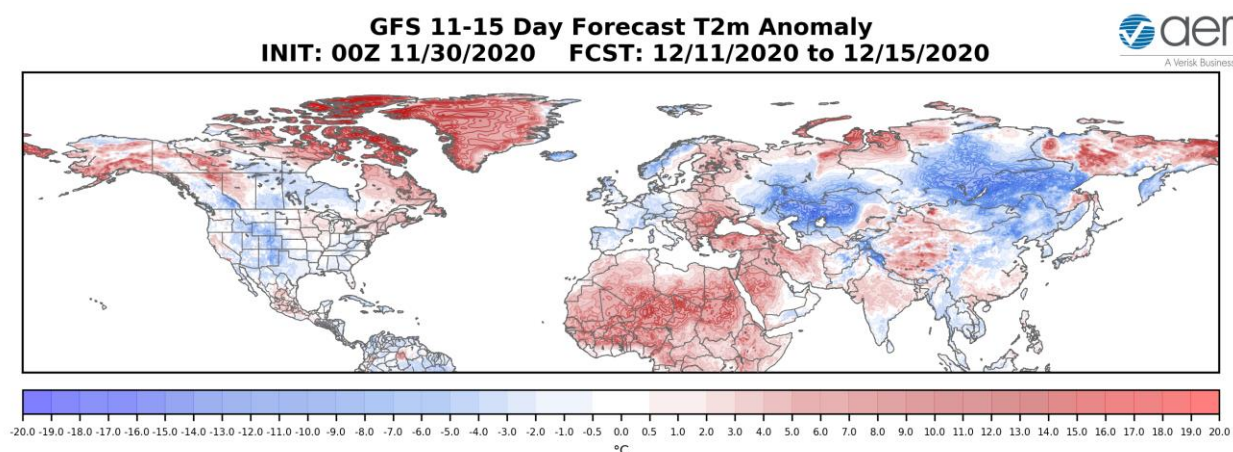 GFS 11-15 Day Forecast T2m Anomaly
INIT: 00Z 11/30/2020 FCST: 12/11/2020 to 12/15/2020
aer
A Verisk Business
-20.0 -19.0 -18.0 -17.0 -16.0 -15.0 -14.0 -13.0 -12.0 -11.0 -10.0 -9.0 -8.0 -7.0 -6.0 -5.0 -4.0 -3.0 -2.0 -1.0 -0.5 0.0 0.5 1.0 2.0 3.0 4.0 5.0 6.0 7.0 8.0 9.0 10.0 11.0 12.0 13.0 14.0 15.0 16.0 17.0 18.0 19.0 20.0
°C